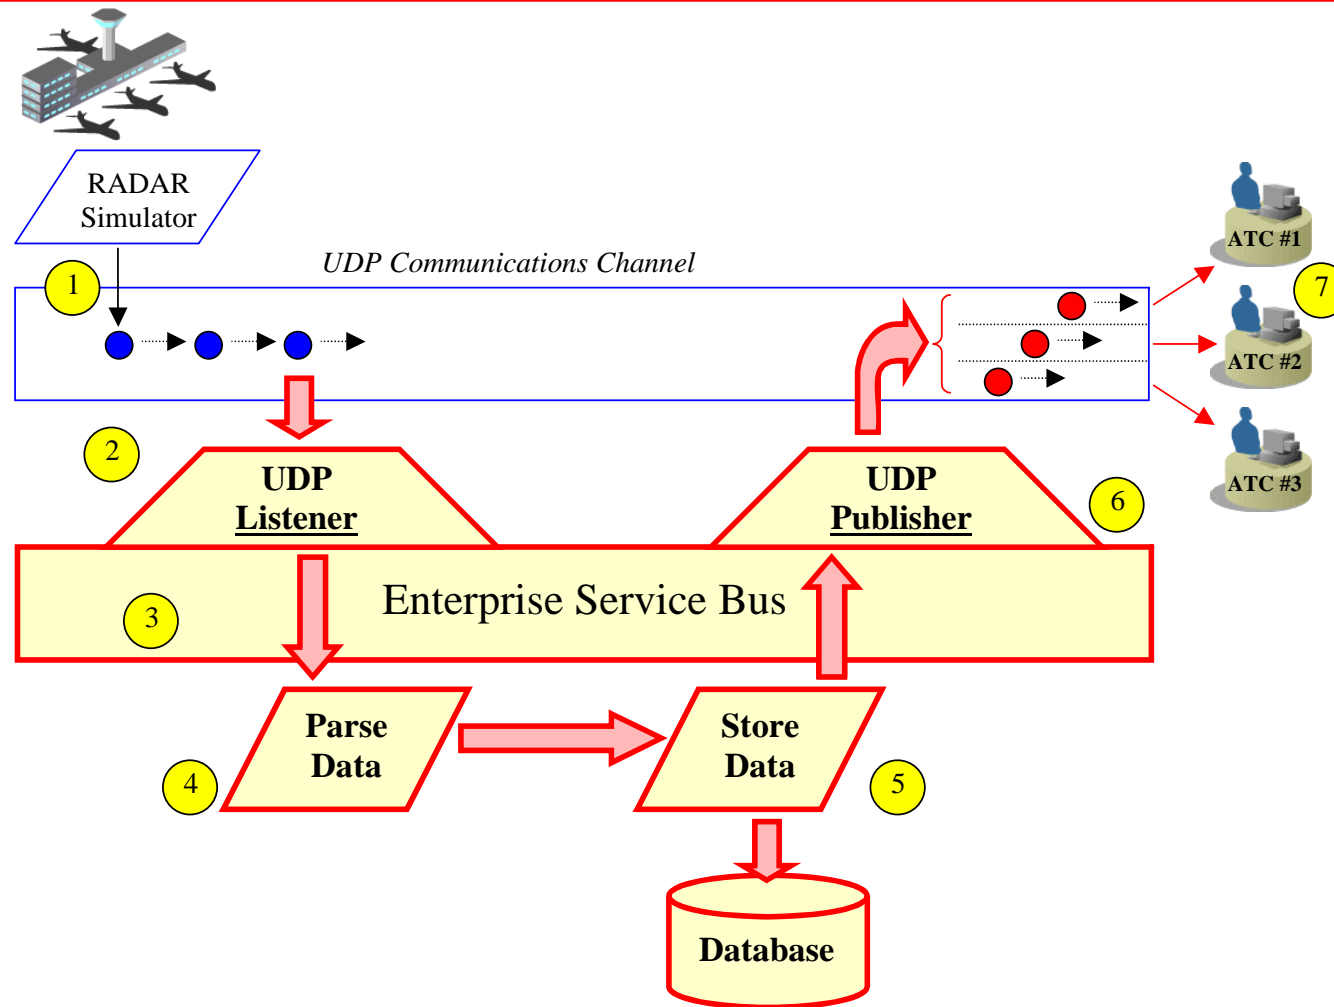 RADAR
Simulator
1
UDP Communications Channel
ATC #1
7
ATC #2
ATC #3
2
UDP
Listener
UDP
Publisher
6
3
Enterprise Service Bus
Parse
Data
4
Store
Data
5
Database